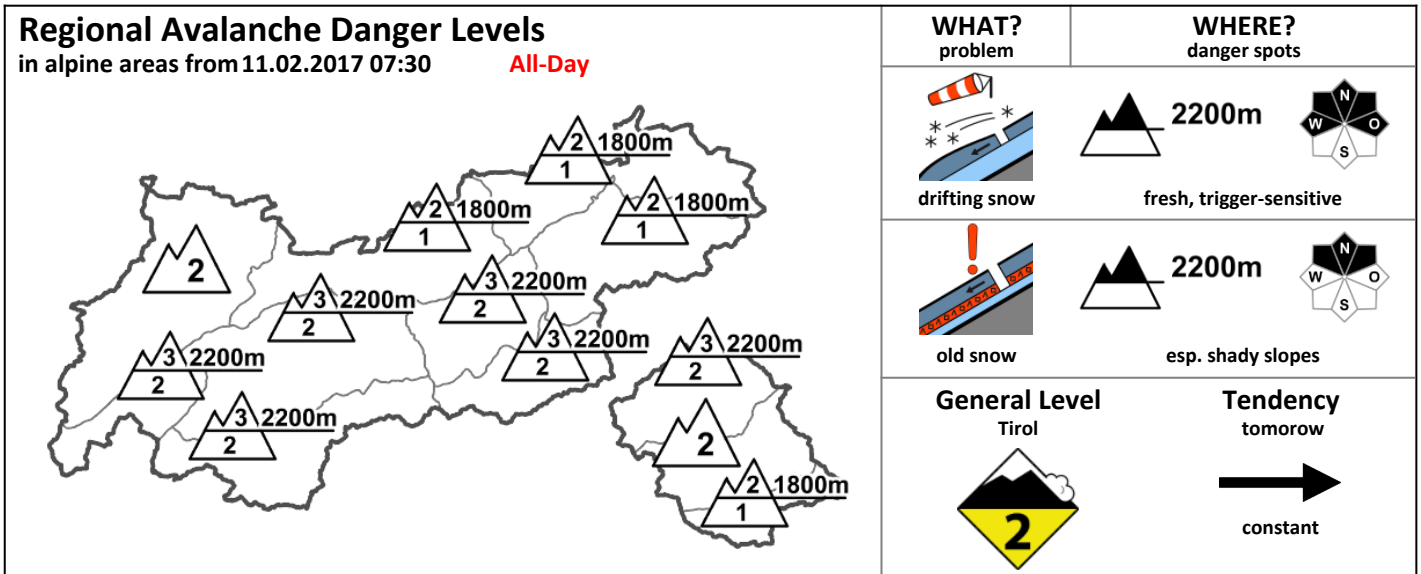 Regional Avalanche Danger Levels
in alpine areas from 11.02.2017 07:30 All-Day
2 1800m
1
2 1800m
1
2 1800m
1
2
3 2200m
2
3 2200m
2
3 2200m
2
3 2200m
2
3 2200m
2
3 2200m
2
2
2 1800m
1
WHAT?
problem
WHERE?
danger spots
drifting snow
2200m
N
W O
S
fresh, trigger-sensitive
!
old snow
2200m
N
W O
S
esp. shady slopes
General Level
Tirol
2
Tendency
tomorow
constant